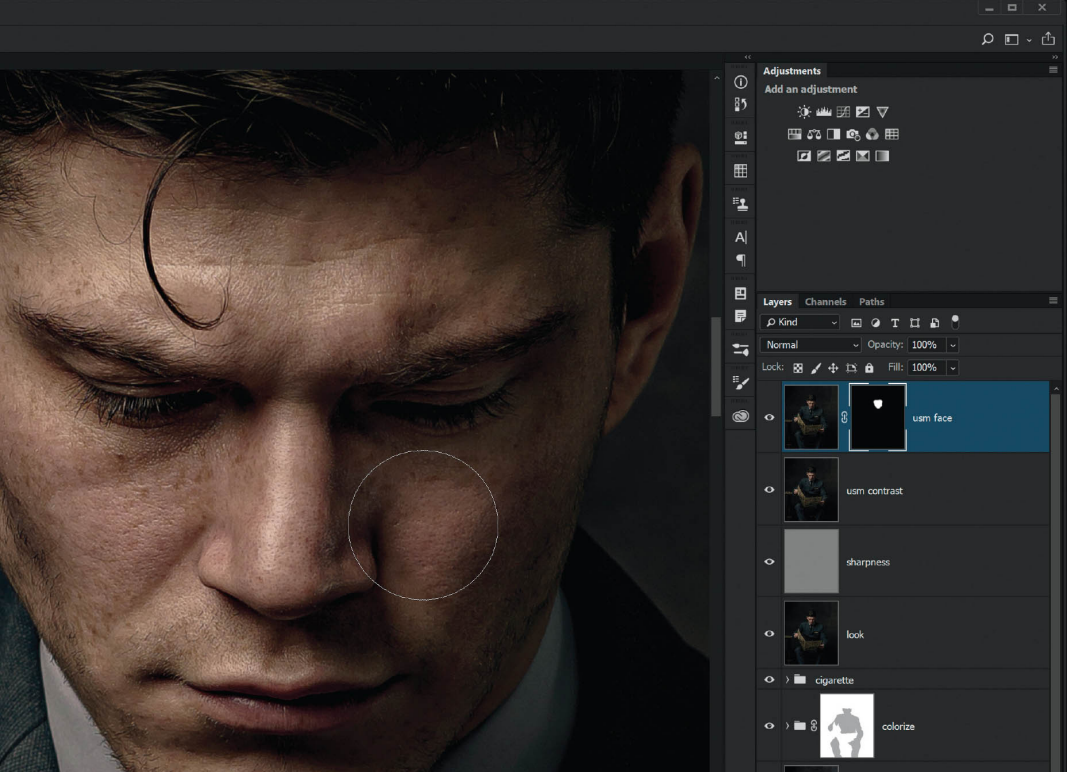 Adjustments
Add an adjustment
A
Layers Channels Paths
Kind
T
Normal Opacity: 100%
Lock: Fill: 100%
usm face
usm contrast
sharpness
look
cigarette
colorize